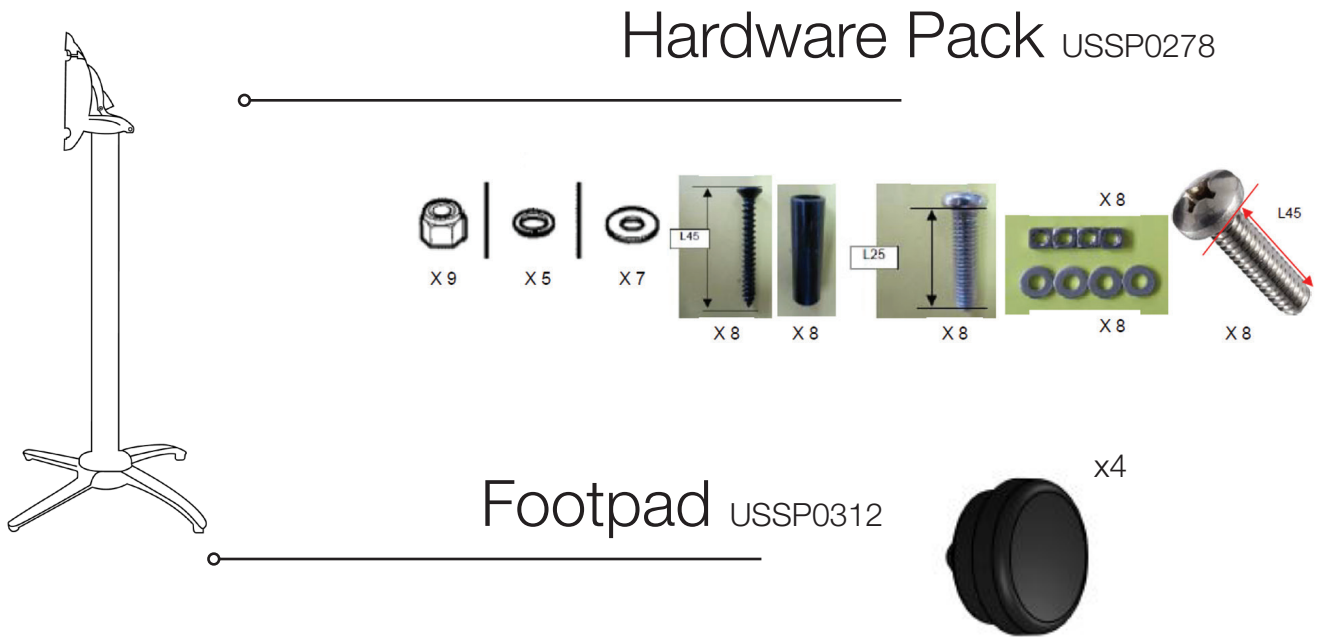 Hardware Pack USSP0278
X 9
X 5
X 7
L45
X 8
X 8
L25
X 8
X 8
X 8
L45
X 8
x4
Footpad USSP0312